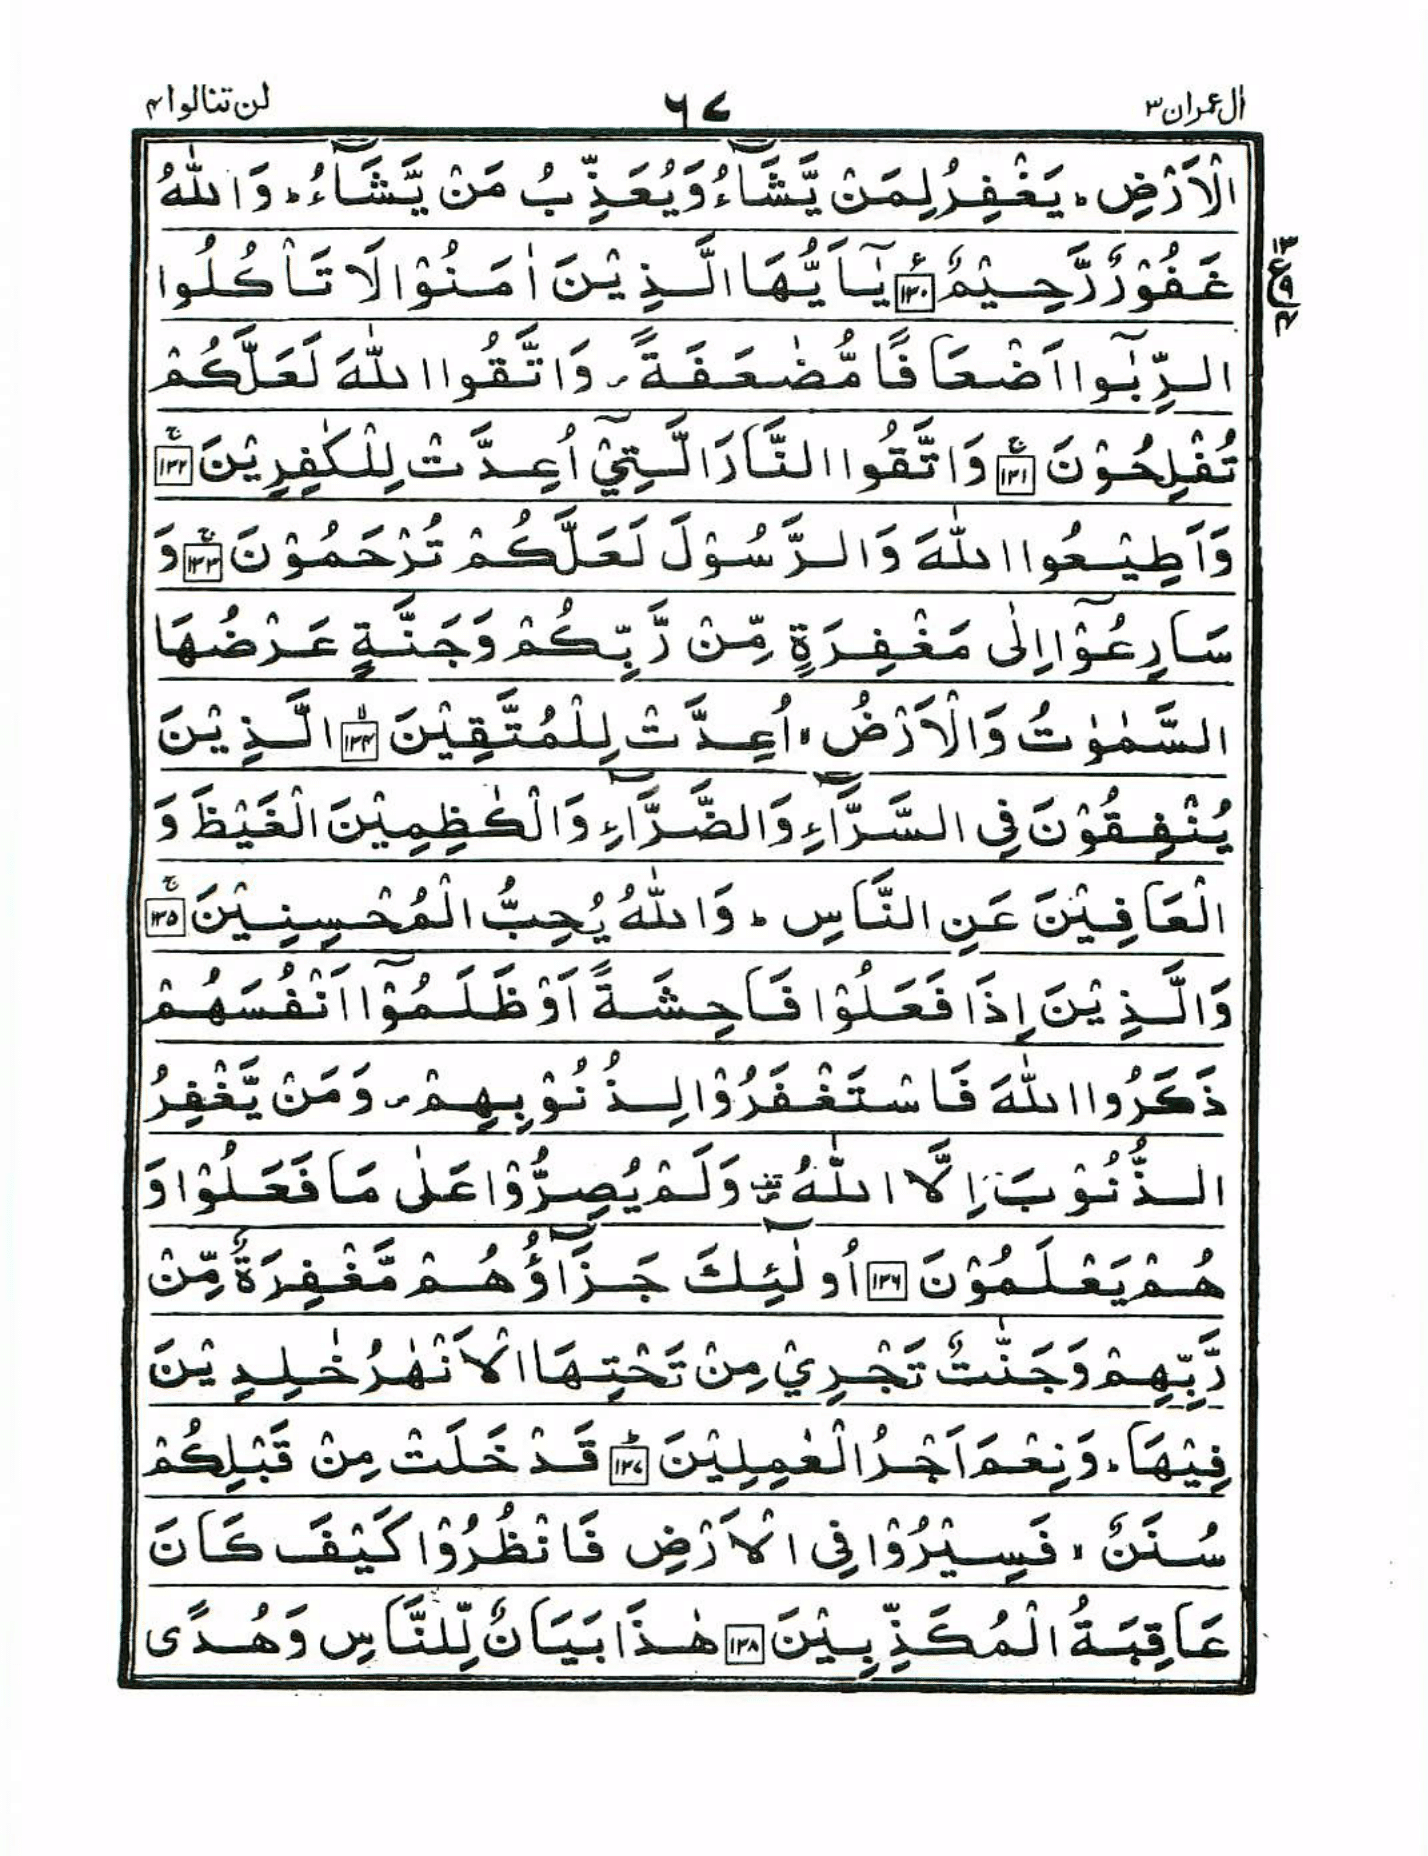 اٰل عمران ٣ ٦٧ لن تنالوا ٤
الْاَرْضِ ؕ يَغْفِرُ لِمَنْ يَّشَآءُ وَيُعَذِّبُ مَنْ يَّشَآءُ ؕ وَاللّٰهُ
غَفُوْرٌ رَّحِيْمٌ ۧ ١٣٠ يٰٓاَيُّهَا الَّذِيْنَ اٰمَنُوْا لَا تَاْكُلُوا
الرِّبٰٓوا اَضْعَافًا مُّضٰعَفَةً ۪ وَاتَّقُوا اللّٰهَ لَعَلَّكُمْ
تُفْلِحُوْنَ ۚ ١٣١ وَاتَّقُوا النَّارَ الَّتِيْٓ اُعِدَّتْ لِلْكٰفِرِيْنَ ۚ ١٣٢
وَاَطِيْعُوا اللّٰهَ وَالرَّسُوْلَ لَعَلَّكُمْ تُرْحَمُوْنَ ۚ ١٣٣ وَ
سَارِعُوْٓا اِلٰى مَغْفِرَةٍ مِّنْ رَّبِّكُمْ وَجَنَّةٍ عَرْضُهَا
السَّمٰوٰتُ وَالْاَرْضُ ۙ اُعِدَّتْ لِلْمُتَّقِيْنَ ۙ ١٣٤ الَّذِيْنَ
يُنْفِقُوْنَ فِى السَّرَّآءِ وَالضَّرَّآءِ وَالْكٰظِمِيْنَ الْغَيْظَ وَ
الْعَافِيْنَ عَنِ النَّاسِ ؕ وَاللّٰهُ يُحِبُّ الْمُحْسِنِيْنَ ۚ ١٣٥
وَالَّذِيْنَ اِذَا فَعَلُوْا فَاحِشَةً اَوْ ظَلَمُوْٓا اَنْفُسَهُمْ
ذَكَرُوا اللّٰهَ فَاسْتَغْفَرُوْا لِذُنُوْبِهِمْ ۪ وَمَنْ يَّغْفِرُ
الذُّنُوْبَ اِلَّا اللّٰهُ وَلَمْ يُصِرُّوْا عَلٰى مَا فَعَلُوْا وَ
هُمْ يَعْلَمُوْنَ ١٣٦ اُولٰٓئِكَ جَزَآؤُهُمْ مَّغْفِرَةٌ مِّنْ
رَّبِّهِمْ وَجَنّٰتٌ تَجْرِيْ مِنْ تَحْتِهَا الْاَنْهٰرُ خٰلِدِيْنَ
فِيْهَا ؕ وَنِعْمَ اَجْرُ الْعٰمِلِيْنَ ؕ ١٣٧ قَدْ خَلَتْ مِنْ قَبْلِكُمْ
سُنَنٌ ۙ فَسِيْرُوْا فِى الْاَرْضِ فَانْظُرُوْا كَيْفَ كَانَ
عَاقِبَةُ الْمُكَذِّبِيْنَ ١٣٨ هٰذَا بَيَانٌ لِّلنَّاسِ وَهُدًى